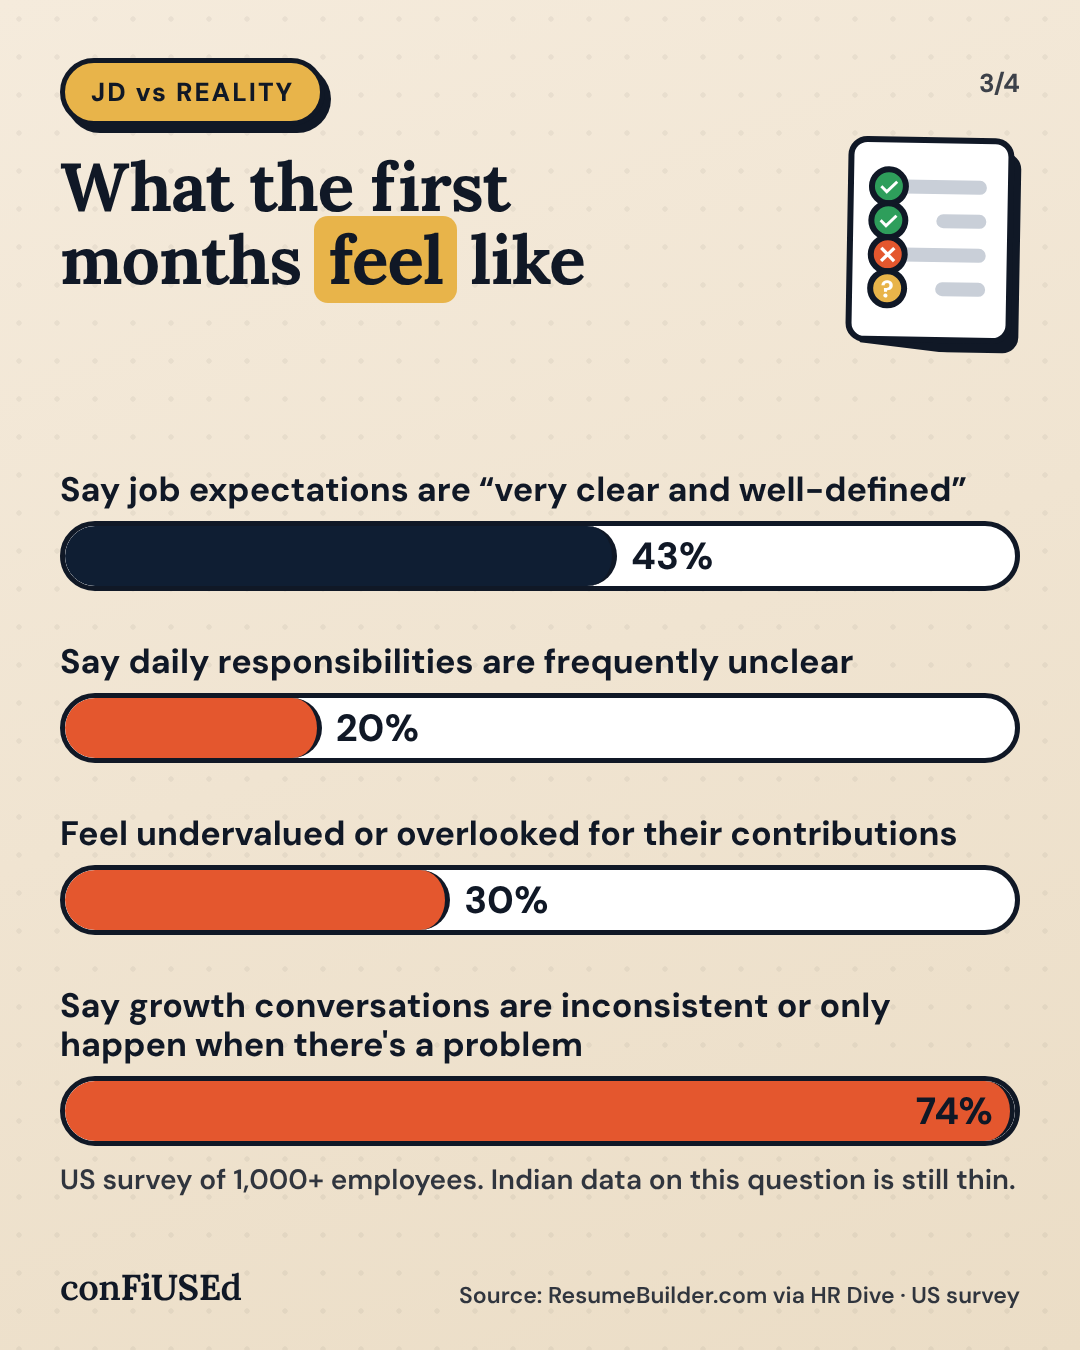 JD vs REALITY
3/4
What the first
months feel like
?
Say job expectations are “very clear and well-defined”
43%
Say daily responsibilities are frequently unclear
20%
Feel undervalued or overlooked for their contributions
30%
Say growth conversations are inconsistent or only
happen when there's a problem
74%
US survey of 1,000+ employees. Indian data on this question is still thin.
conFiUSEd
Source: ResumeBuilder.com via HR Dive · US survey